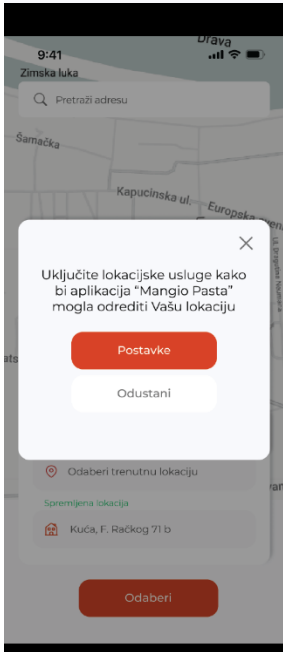 Drava
9:41
Zimska luka
Pretraži adresu
Šamačka
Kapucinska ul.
Europska
Uključite lokacijske usluge kako
bi aplikacija “Mangio Pasta”
mogla odrediti Vašu lokaciju
Postavke
Odustani
Odaberi trenutnu lokaciju
Spremljena lokacija
Kuća, F. Račkog 71 b
Odaberi